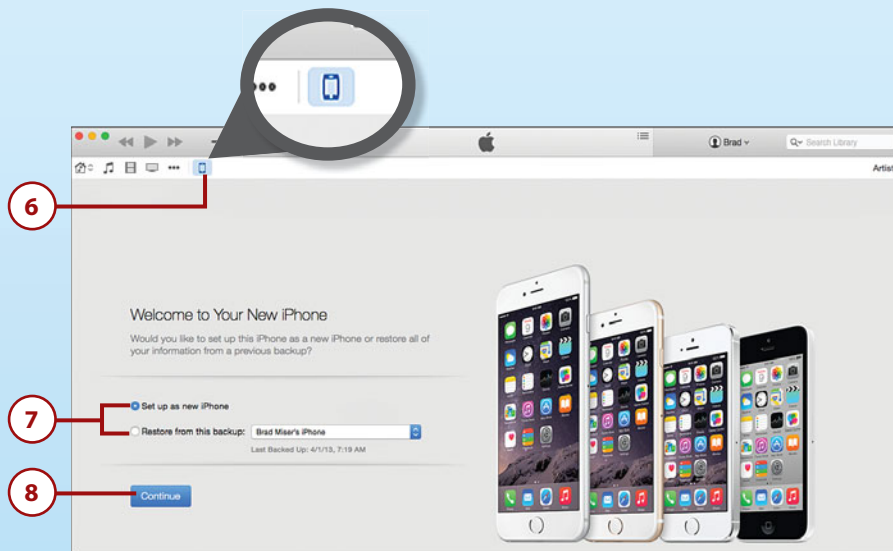 Brad
Search Library
Artist
6
Welcome to Your New iPhone
Would you like to set up this iPhone as a new iPhone or restore all of
your information from a previous backup?
7
Set up as new iPhone
Restore from this backup: Brad Miser's iPhone
Last Backed Up: 4/1/13, 7:19 AM
8
Continue